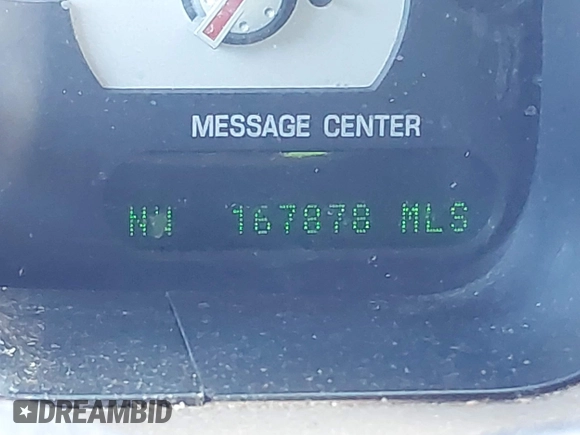 MESSAGE CENTER
NW 167878 MLS
DREAMBID